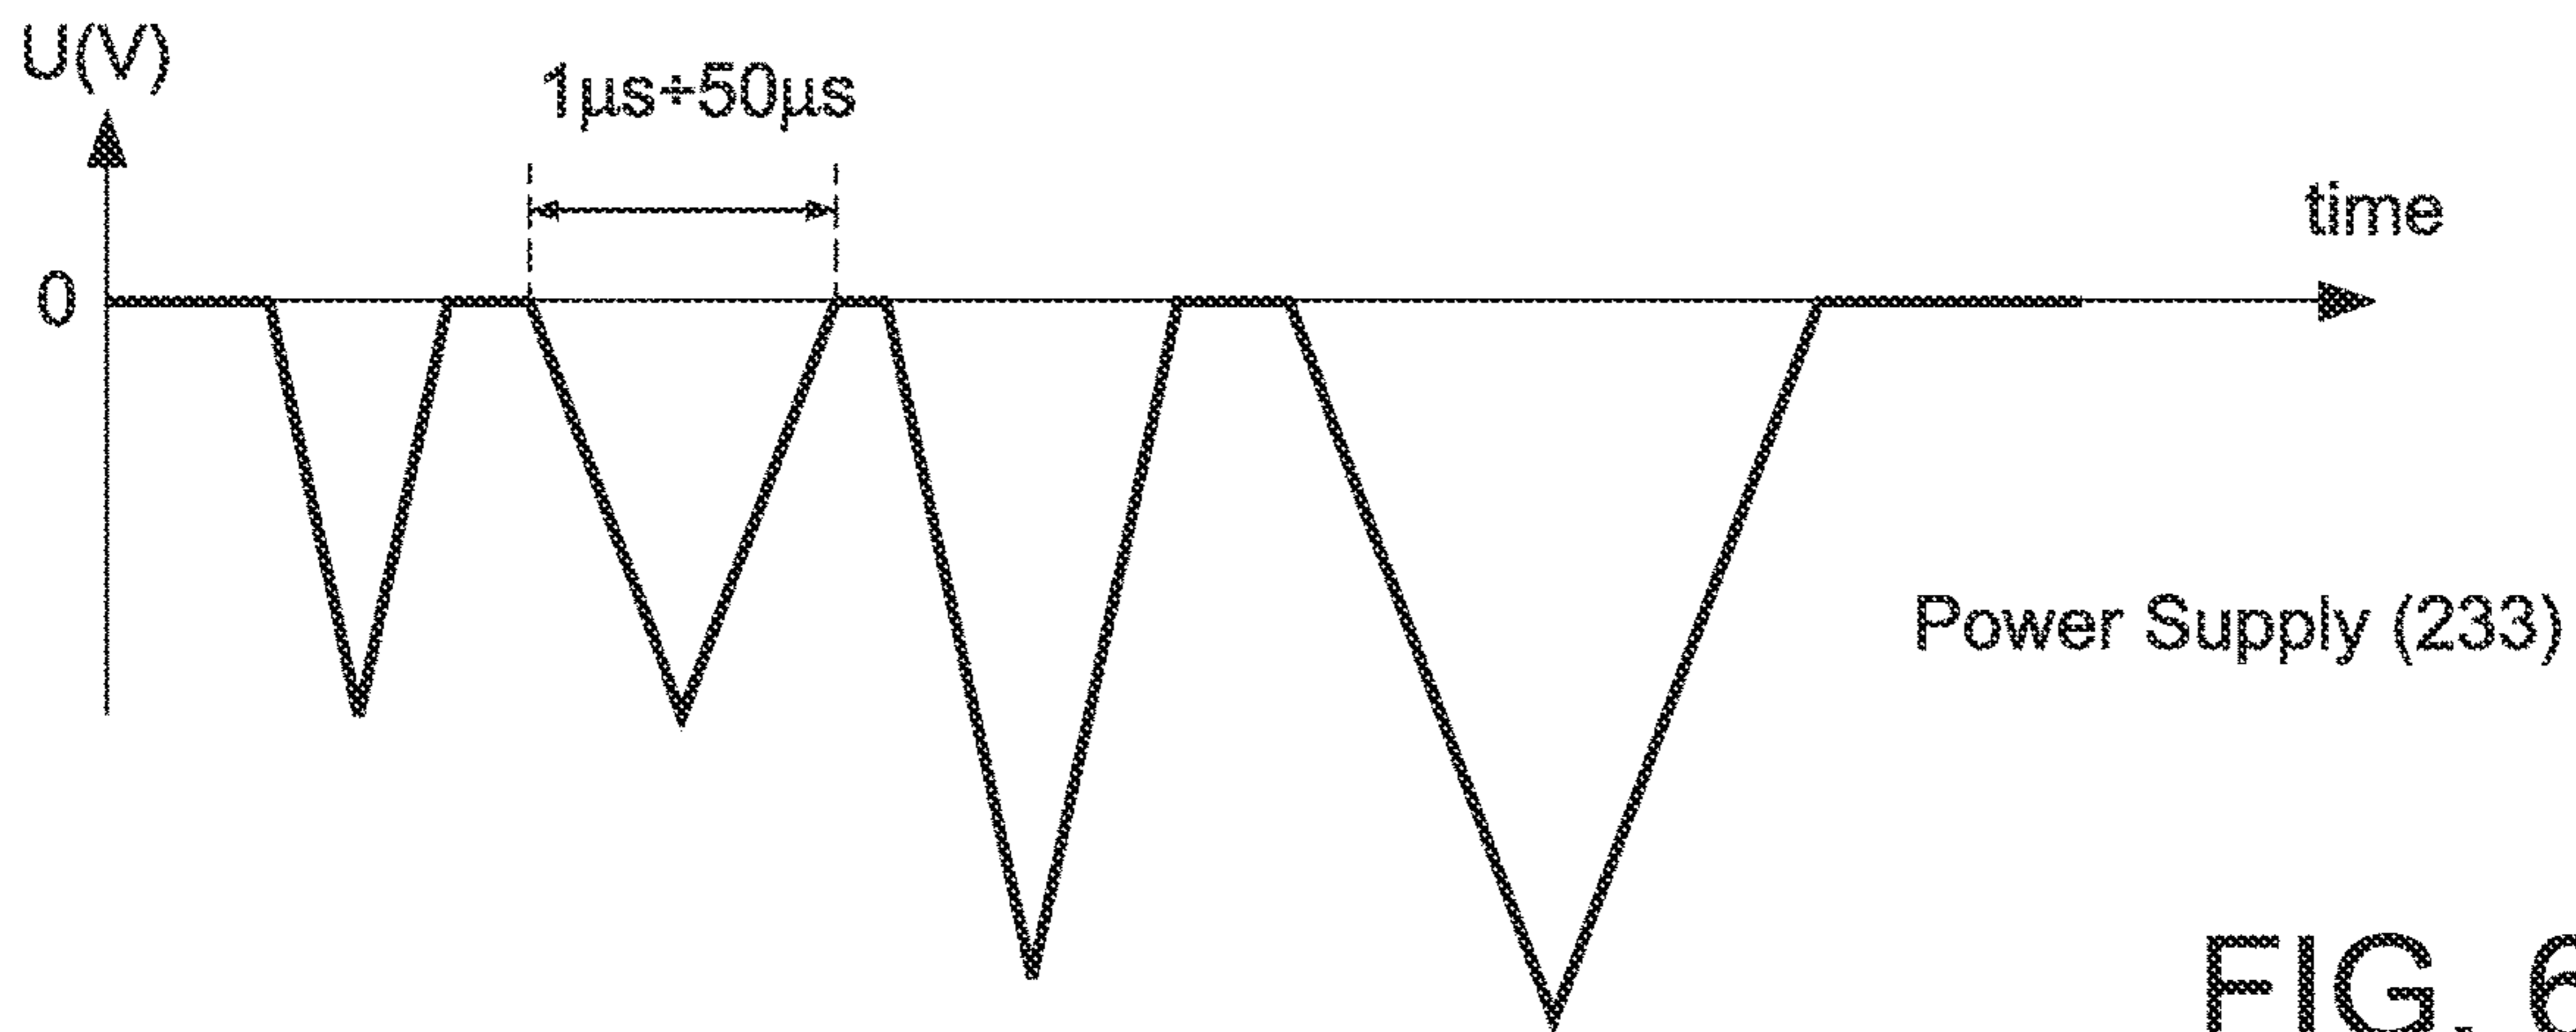 U(V)
1μs÷50μs
time
0
Power Supply (233)
FIG. 6